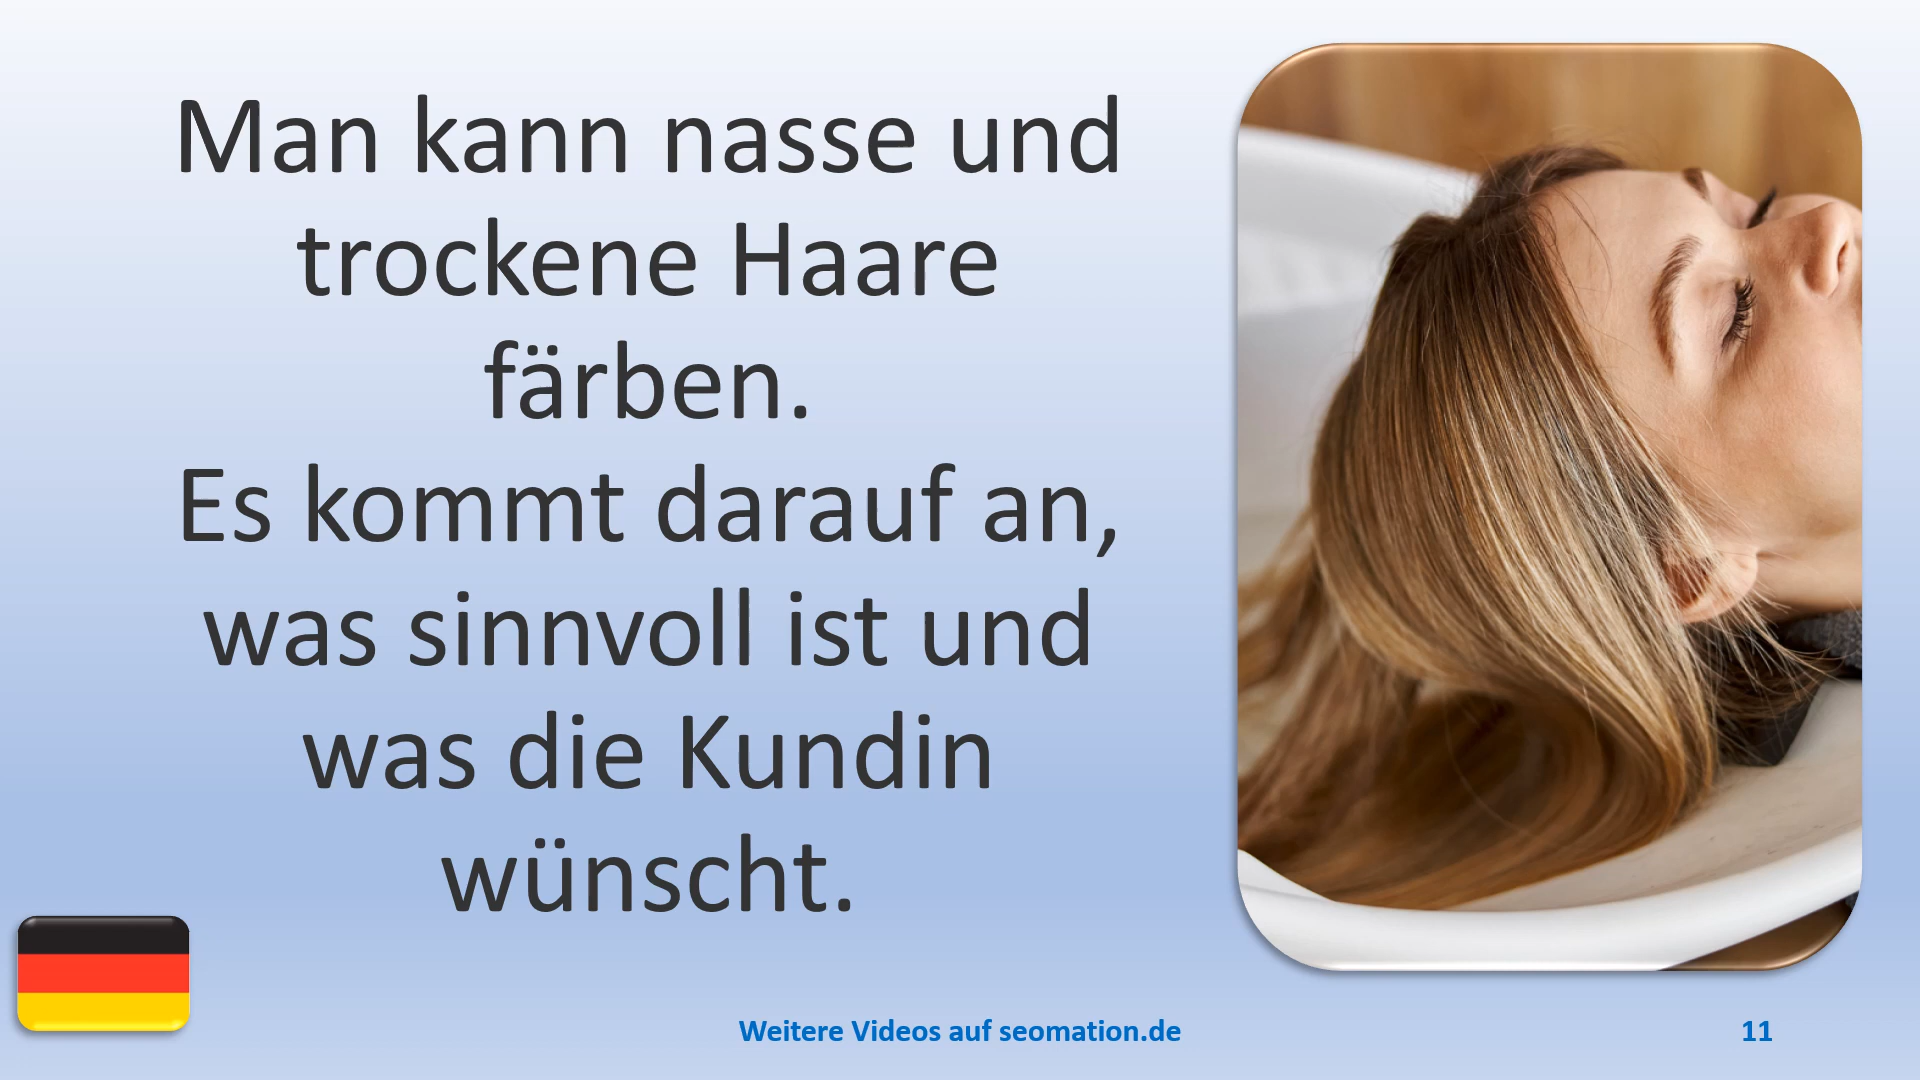 Man kann nasse und
trockene Haare
färben.
Es kommt darauf an,
was sinnvoll ist und
was die Kundin
wünscht.
Weitere Videos auf seomation.de
11